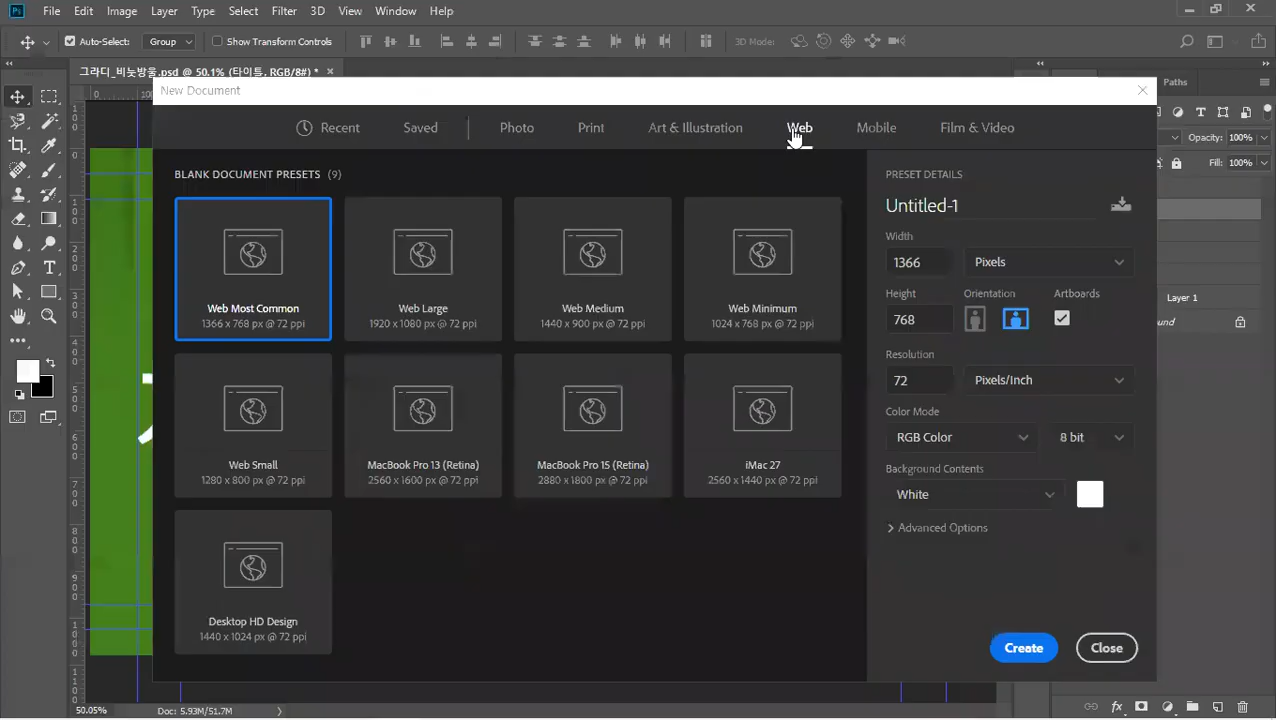 Ps File Edit Image Layer Type Select Filter 3D View Window Help
Auto-Select: Group Show Transform Controls 3D Mode:
그라디_비눗방울.psd @ 50.1% (타이틀, RGB/8#) *
Paths
New Document
Recent Saved Photo Print Art & Illustration Web Mobile Film & Video
Opacity: 100%
Fill: 100%
BLANK DOCUMENT PRESETS (9)
Web Most Common
1366 x 768 px @ 72 ppi
Web Large
1920 x 1080 px @ 72 ppi
Web Medium
1440 x 900 px @ 72 ppi
Web Minimum
1024 x 768 px @ 72 ppi
Web Small
1280 x 800 px @ 72 ppi
MacBook Pro 13 (Retina)
2560 x 1600 px @ 72 ppi
MacBook Pro 15 (Retina)
2880 x 1800 px @ 72 ppi
iMac 27
2560 x 1440 px @ 72 ppi
Desktop HD Design
1440 x 1024 px @ 72 ppi
PRESET DETAILS
Untitled-1
Width
1366 Pixels
Height Orientation Artboards
768
Resolution
72 Pixels/Inch
Color Mode
RGB Color 8 bit
Background Contents
White
Advanced Options
Create Close
Layer 1
50.05% Doc: 5.93M/51.7M